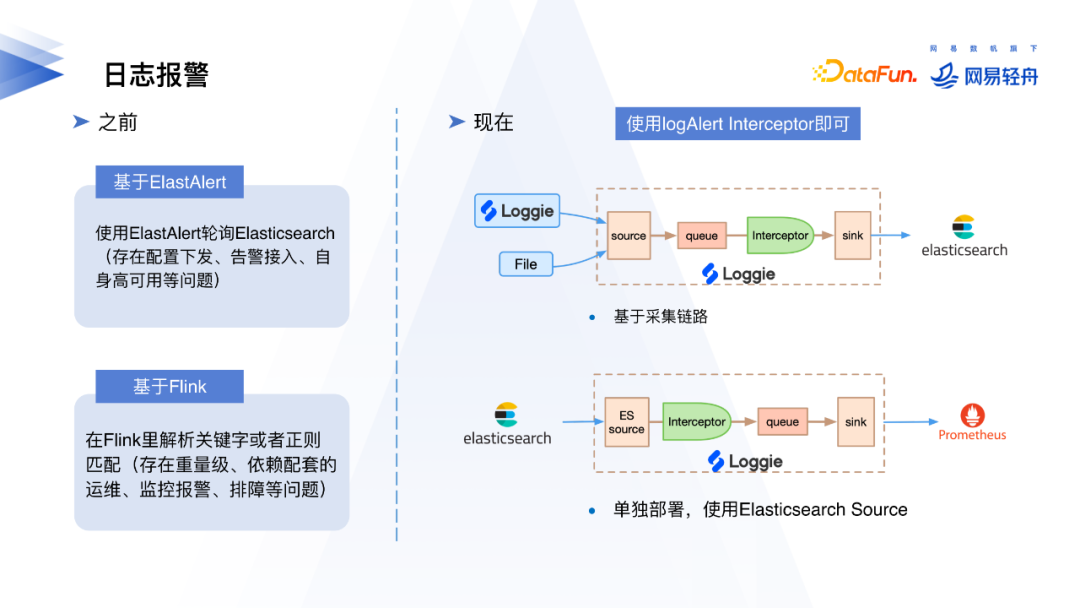 日志报警
DataFun.
网易数帆旗下
网易轻舟
之前
基于ElastAlert
使用ElastAlert轮询Elasticsearch
（存在配置下发、告警接入、自
身高可用等问题）
基于Flink
在Flink里解析关键字或者正则
匹配（存在重量级、依赖配套的
运维、监控报警、排障等问题）
现在
使用logAlert Interceptor即可
Loggie
File
source
queue
Interceptor
sink
Loggie
elasticsearch
基于采集链路
elasticsearch
ES
source
Interceptor
queue
sink
Loggie
Prometheus
单独部署，使用Elasticsearch Source